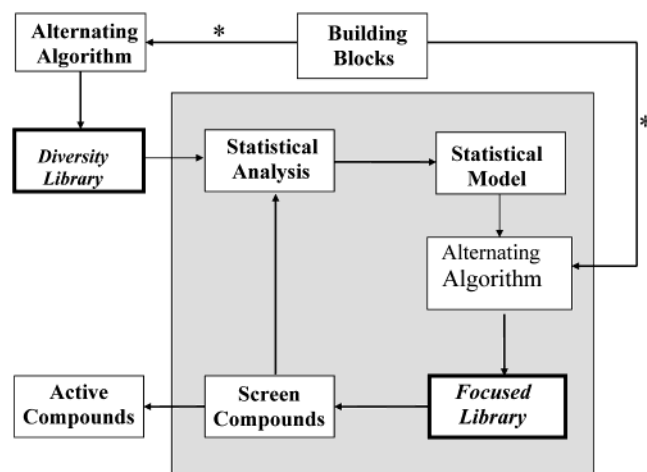 Alternating
Algorithm
*
Building
Blocks
*
Diversity
Library
Statistical
Analysis
Statistical
Model
Alternating
Algorithm
Active
Compounds
Screen
Compounds
Focused
Library